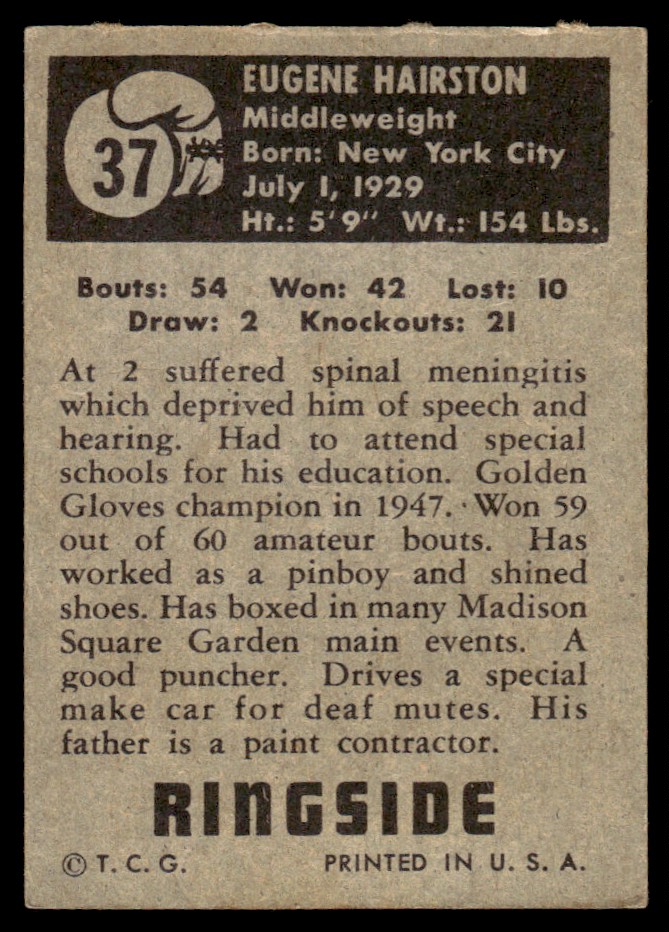 37
EUGENE HAIRSTON
Middleweight
Born: New York City
July 1, 1929
Ht.: 5'9" Wt.: 154 Lbs.
Bouts: 54 Won: 42 Lost: 10
Draw: 2 Knockouts: 21
At 2 suffered spinal meningitis
which deprived him of speech and
hearing. Had to attend special
schools for his education. Golden
Gloves champion in 1947. Won 59
out of 60 amateur bouts. Has
worked as a pinboy and shined
shoes. Has boxed in many Madison
Square Garden main events. A
good puncher. Drives a special
make car for deaf mutes. His
father is a paint contractor.
RINGSIDE
© T. C. G. PRINTED IN U. S. A.